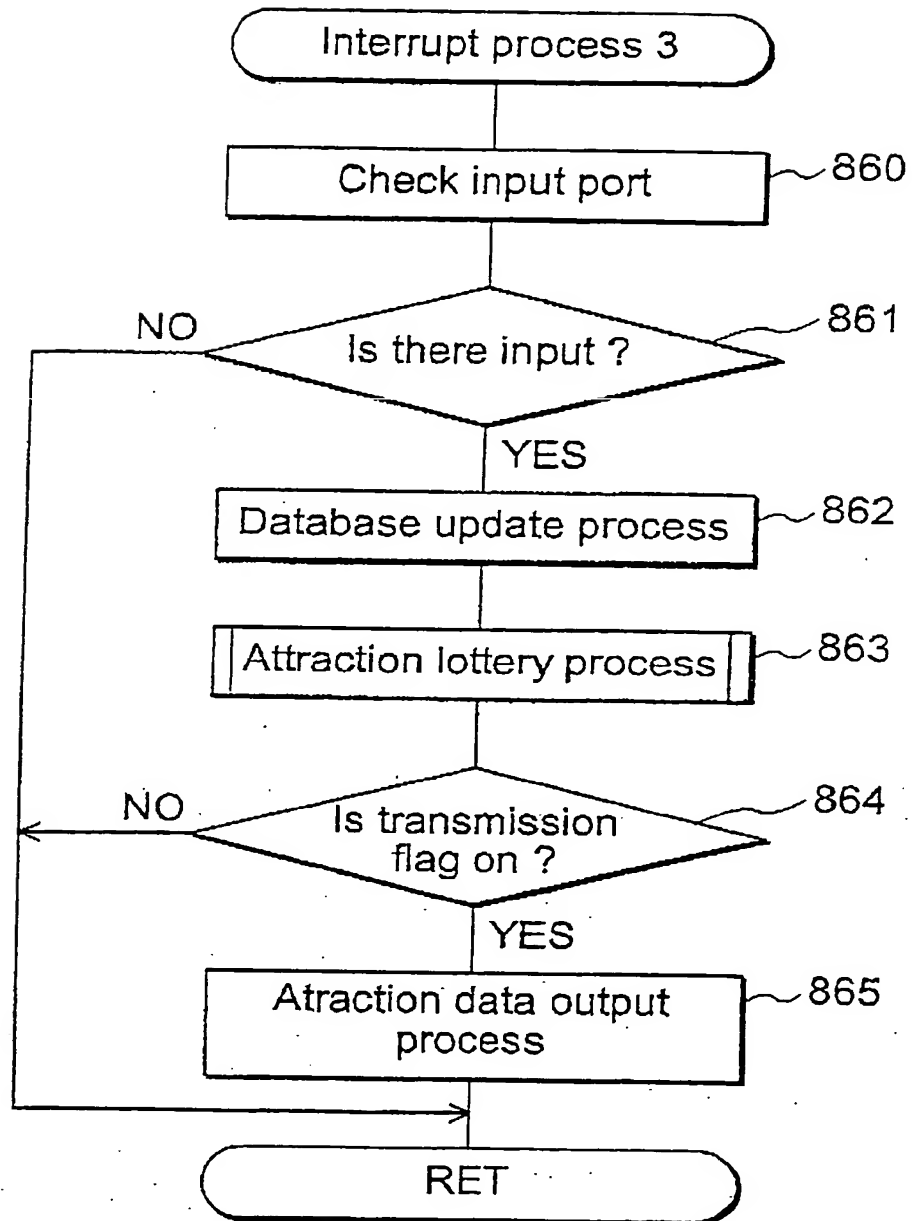 Interrupt process 3
Check input port
860
Is there input ?
861
NO
YES
Database update process
862
Attraction lottery process
863
Is transmission
flag on ?
864
NO
YES
Atraction data output
process
865
RET